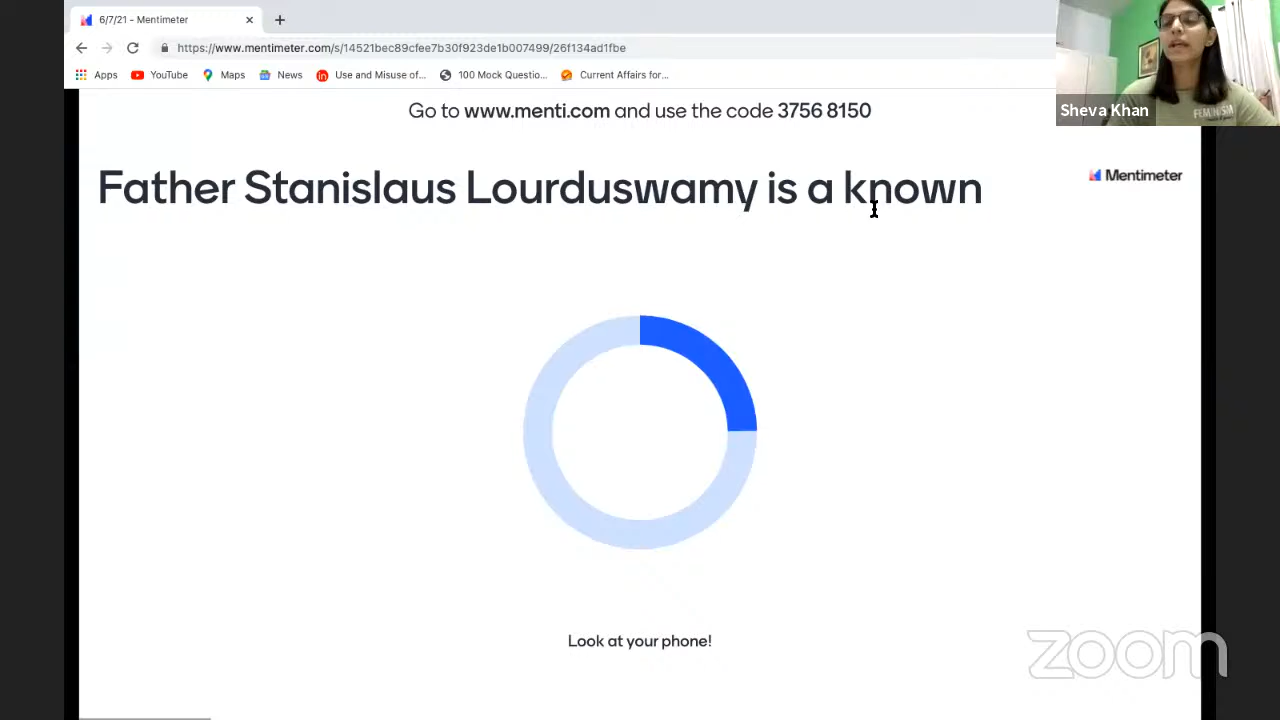 6/7/21 - Mentimeter
https://www.mentimeter.com/s/14521bec89cfee7b30f923de1b007499/26f134ad1fbe
Apps YouTube Maps News Use and Misuse of... 100 Mock Questio... Current Affairs for...
FEMINISM
Sheva Khan
Go to www.menti.com and use the code 3756 8150
Father Stanislaus Lourduswamy is a known
Mentimeter
Look at your phone!
zoom